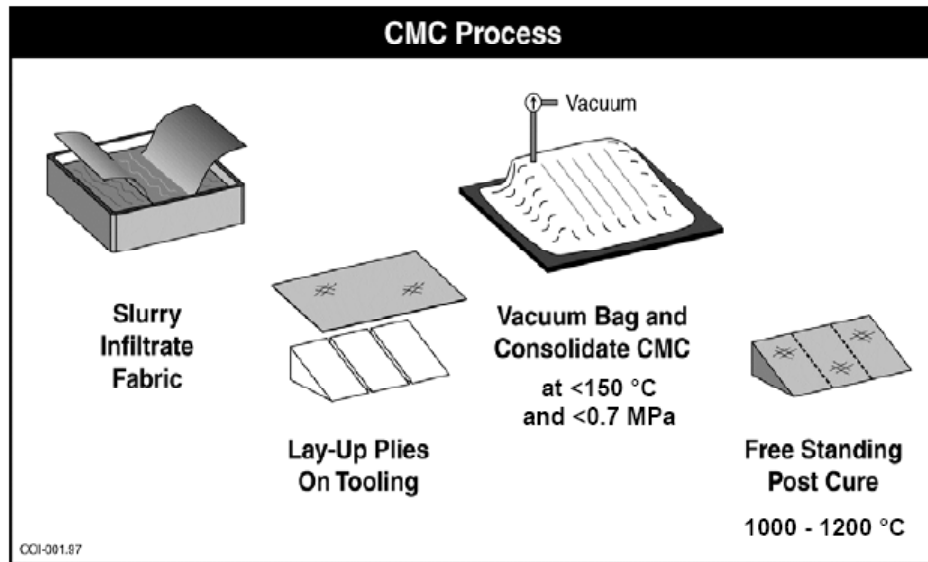 CMC Process
Vacuum
Slurry
Infiltrate
Fabric
Lay-Up Plies
On Tooling
Vacuum Bag and
Consolidate CMC
at <150 °C
and <0.7 MPa
Free Standing
Post Cure
1000 - 1200 °C
COI-001.97